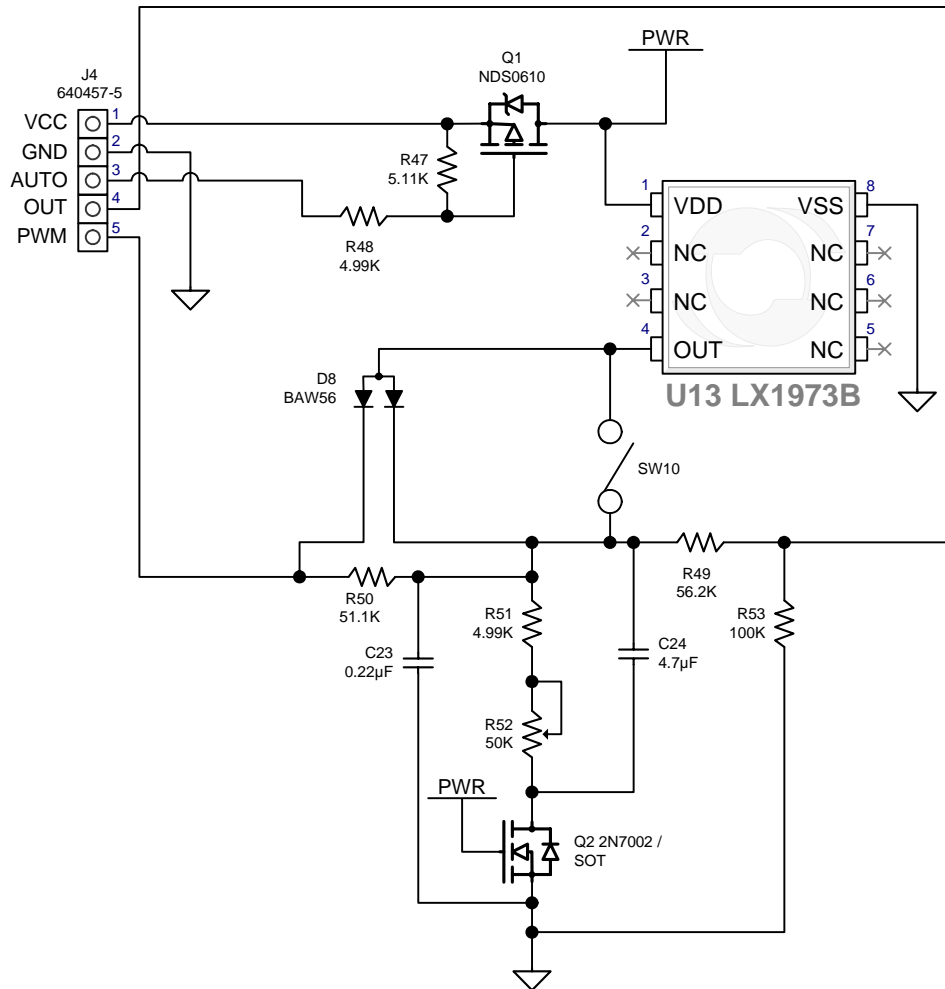 PWR
Q1
NDS0610
J4
640457-5
VCC
1
GND
2
AUTO
3
OUT
4
PWM
5
R47
5.11K
R48
4.99K
1
VDD
VSS
8
2
NC
NC
7
3
NC
NC
6
4
OUT
NC
5
U13 LX1973B
D8
BAW56
SW10
R49
56.2K
R50
51.1K
R51
4.99K
R53
100K
C23
0.22µF
C24
4.7µF
R52
50K
PWR
Q2 2N7002 /
SOT